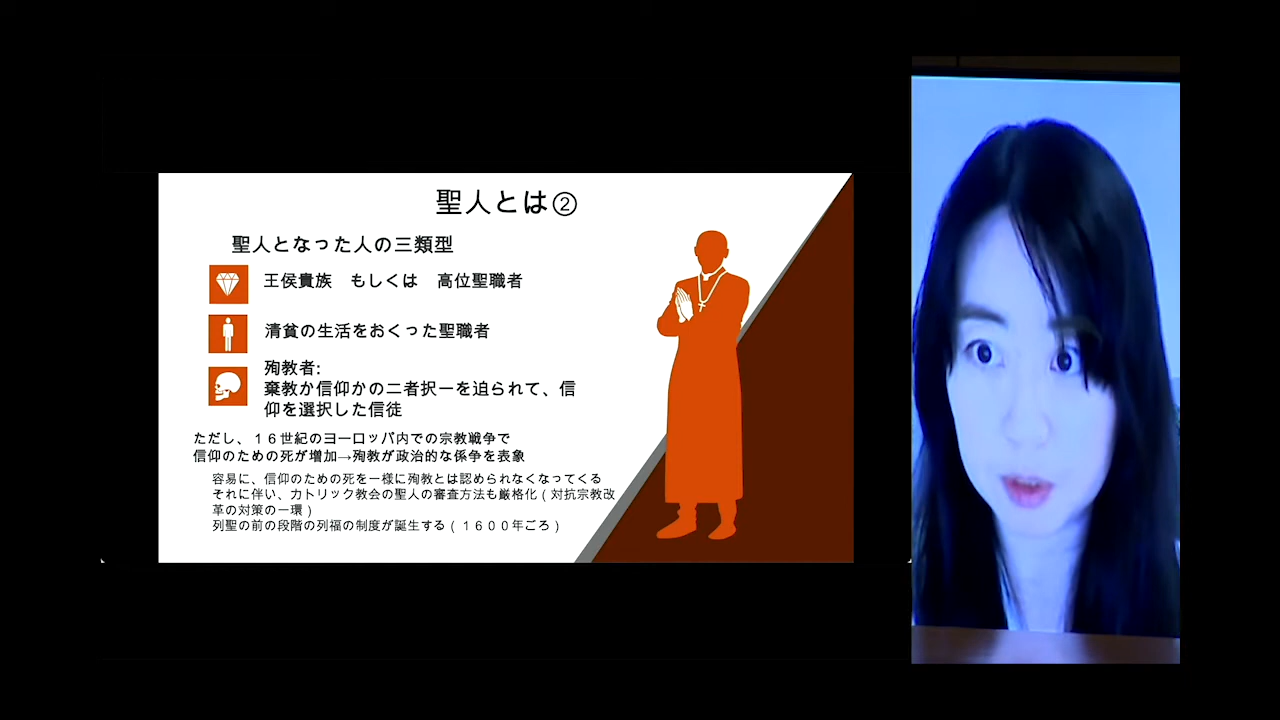 聖人とは②
聖人となった人の三類型
王侯貴族　もしくは　高位聖職者
清貧の生活をおくった聖職者
殉教者:
棄教か信仰かの二者択一を迫られて、信
仰を選択した信徒
ただし、１６世紀のヨーロッパ内での宗教戦争で
信仰のための死が増加→殉教が政治的な係争を表象
容易に、信仰のための死を一様に殉教とは認められなくなってくる
それに伴い、カトリック教会の聖人の審査方法も厳格化（対抗宗教改
革の対策の一環）
列聖の前の段階の列福の制度が誕生する（１６００年ごろ）